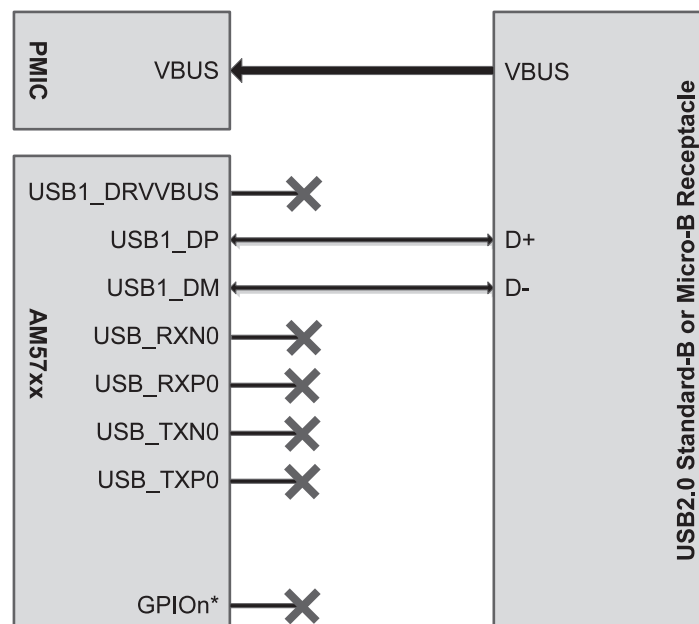 PMIC
VBUS
VBUS
AM57xx
USB1_DRVVBUS
USB1_DP
D+
USB1_DM
D-
USB_RXN0
USB_RXP0
USB_TXN0
USB_TXP0
GPIOn*
USB2.0 Standard-B or Micro-B Receptacle